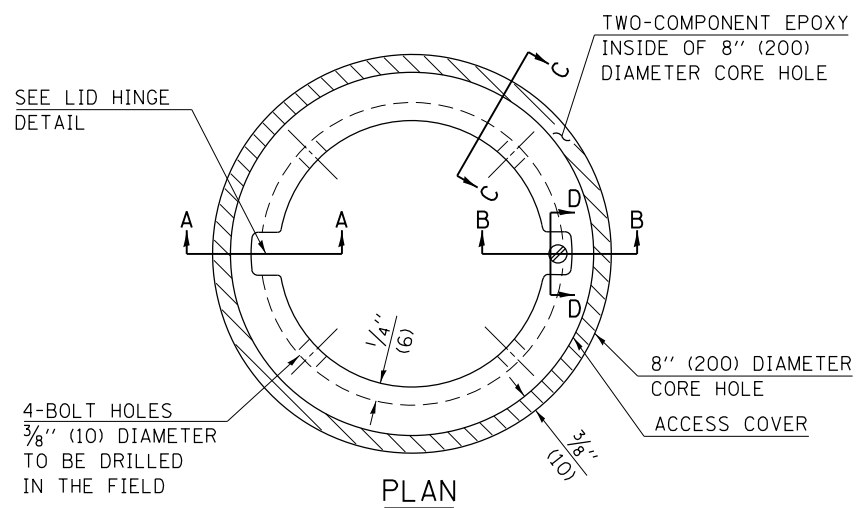 TWO-COMPONENT EPOXY
INSIDE OF 8" (200)
DIAMETER CORE HOLE
SEE LID HINGE
DETAIL
C
C
A
A
B
B
D
D
1/4"
(6)
8" (200) DIAMETER
CORE HOLE
ACCESS COVER
4-BOLT HOLES
3/8" (10) DIAMETER
TO BE DRILLED
IN THE FIELD
3/8"
(10)
PLAN